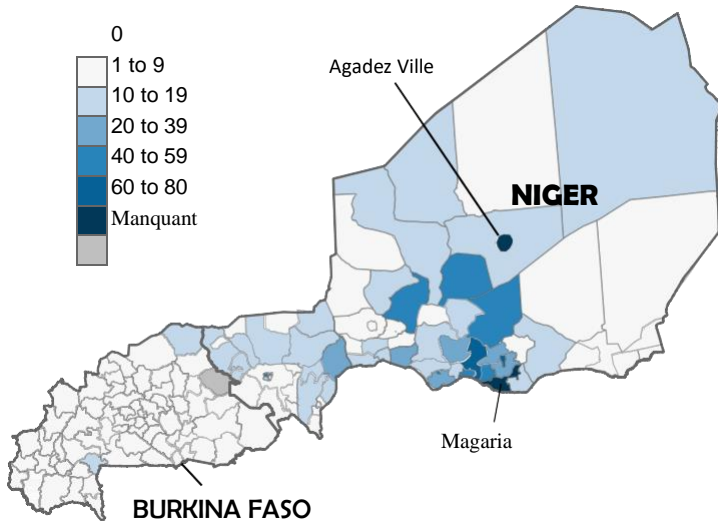 0
1 to 9
10 to 19
20 to 39
40 to 59
60 to 80
Manquant
Agadez Ville
NIGER
Magaria
BURKINA FASO